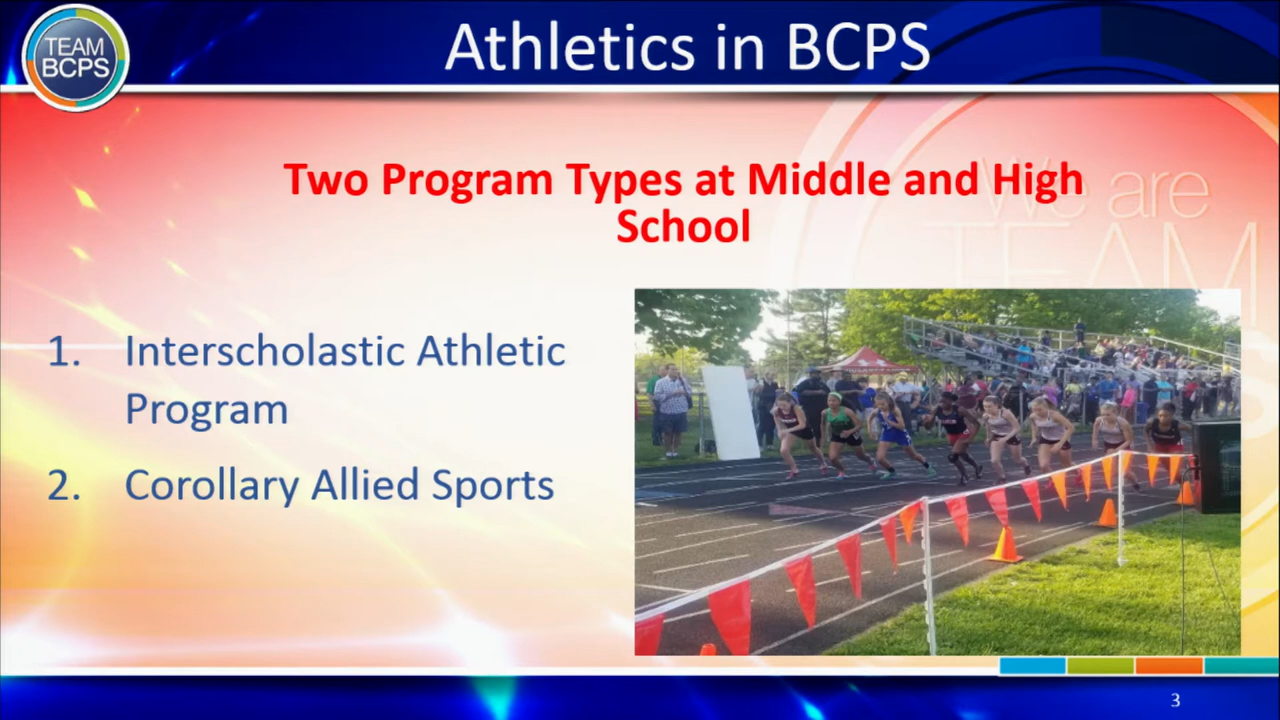 TEAM
BCPS
Athletics in BCPS
Two Program Types at Middle and High
School
We are
TEAM
1. Interscholastic Athletic
Program
2. Corollary Allied Sports
3